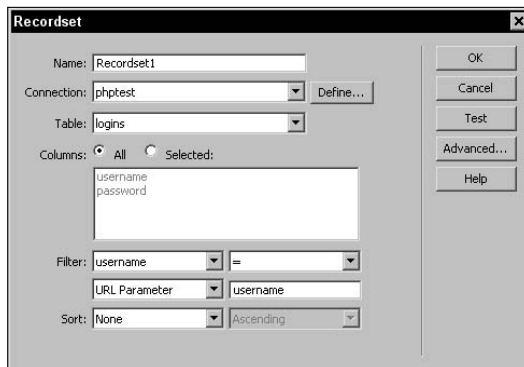 Recordset
Name: Recordset1
OK
Connection: phptest Define...
Cancel
Table: logins
Test
Columns: All Selected:
Advanced...
username
password
Help
Filter: username =
URL Parameter username
Sort: None Ascending